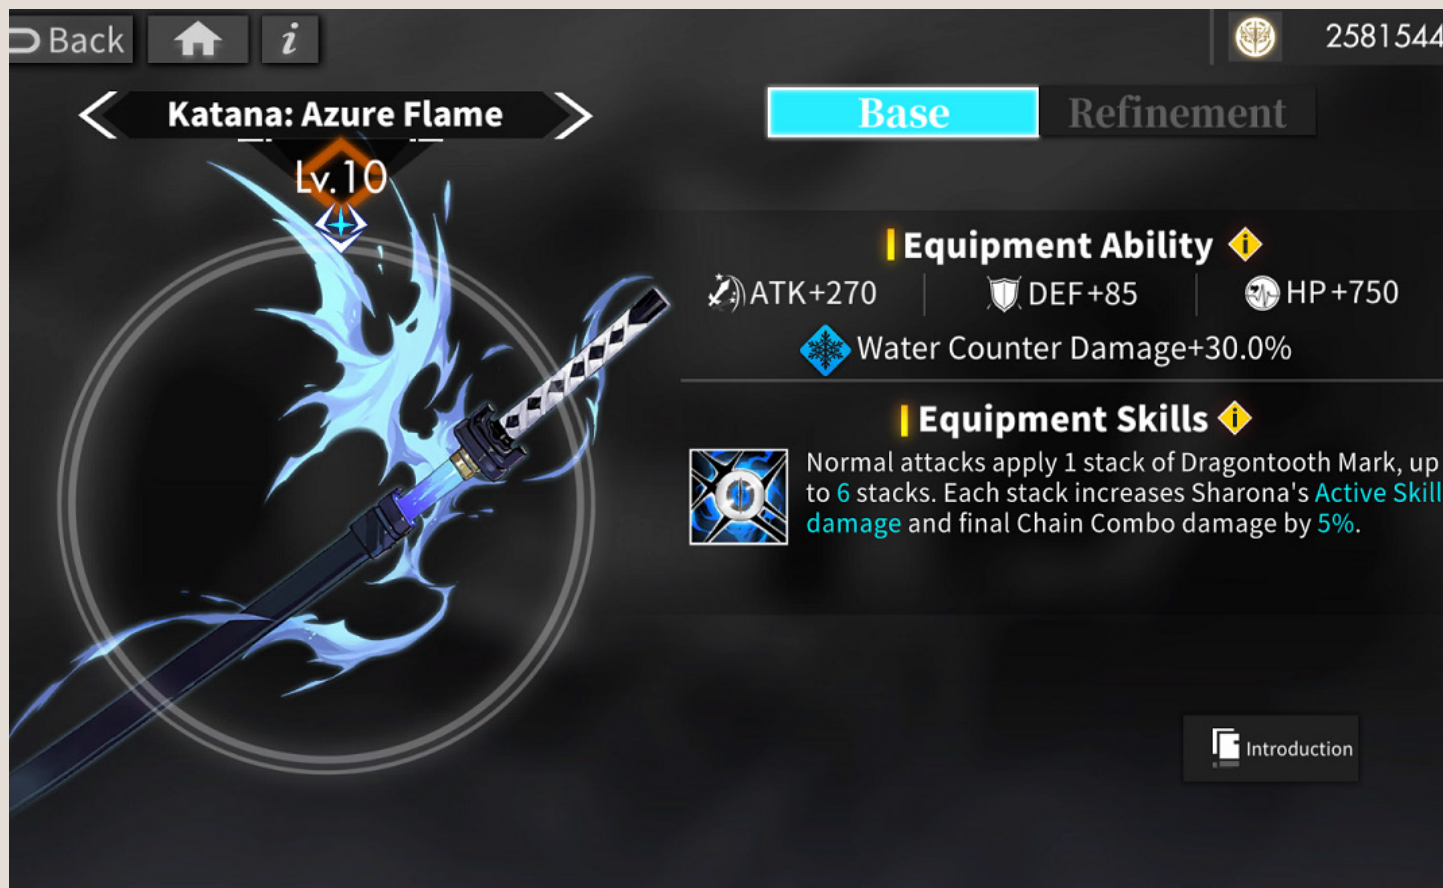 Back
i
2581544
Katana: Azure Flame
Lv.10
Base
Refinement
Equipment Ability
ATK+270
DEF+85
HP+750
Water Counter Damage+30.0%
Equipment Skills
Normal attacks apply 1 stack of Dragontooth Mark, up
to 6 stacks. Each stack increases Sharona's Active Skill
damage and final Chain Combo damage by 5%.
Introduction